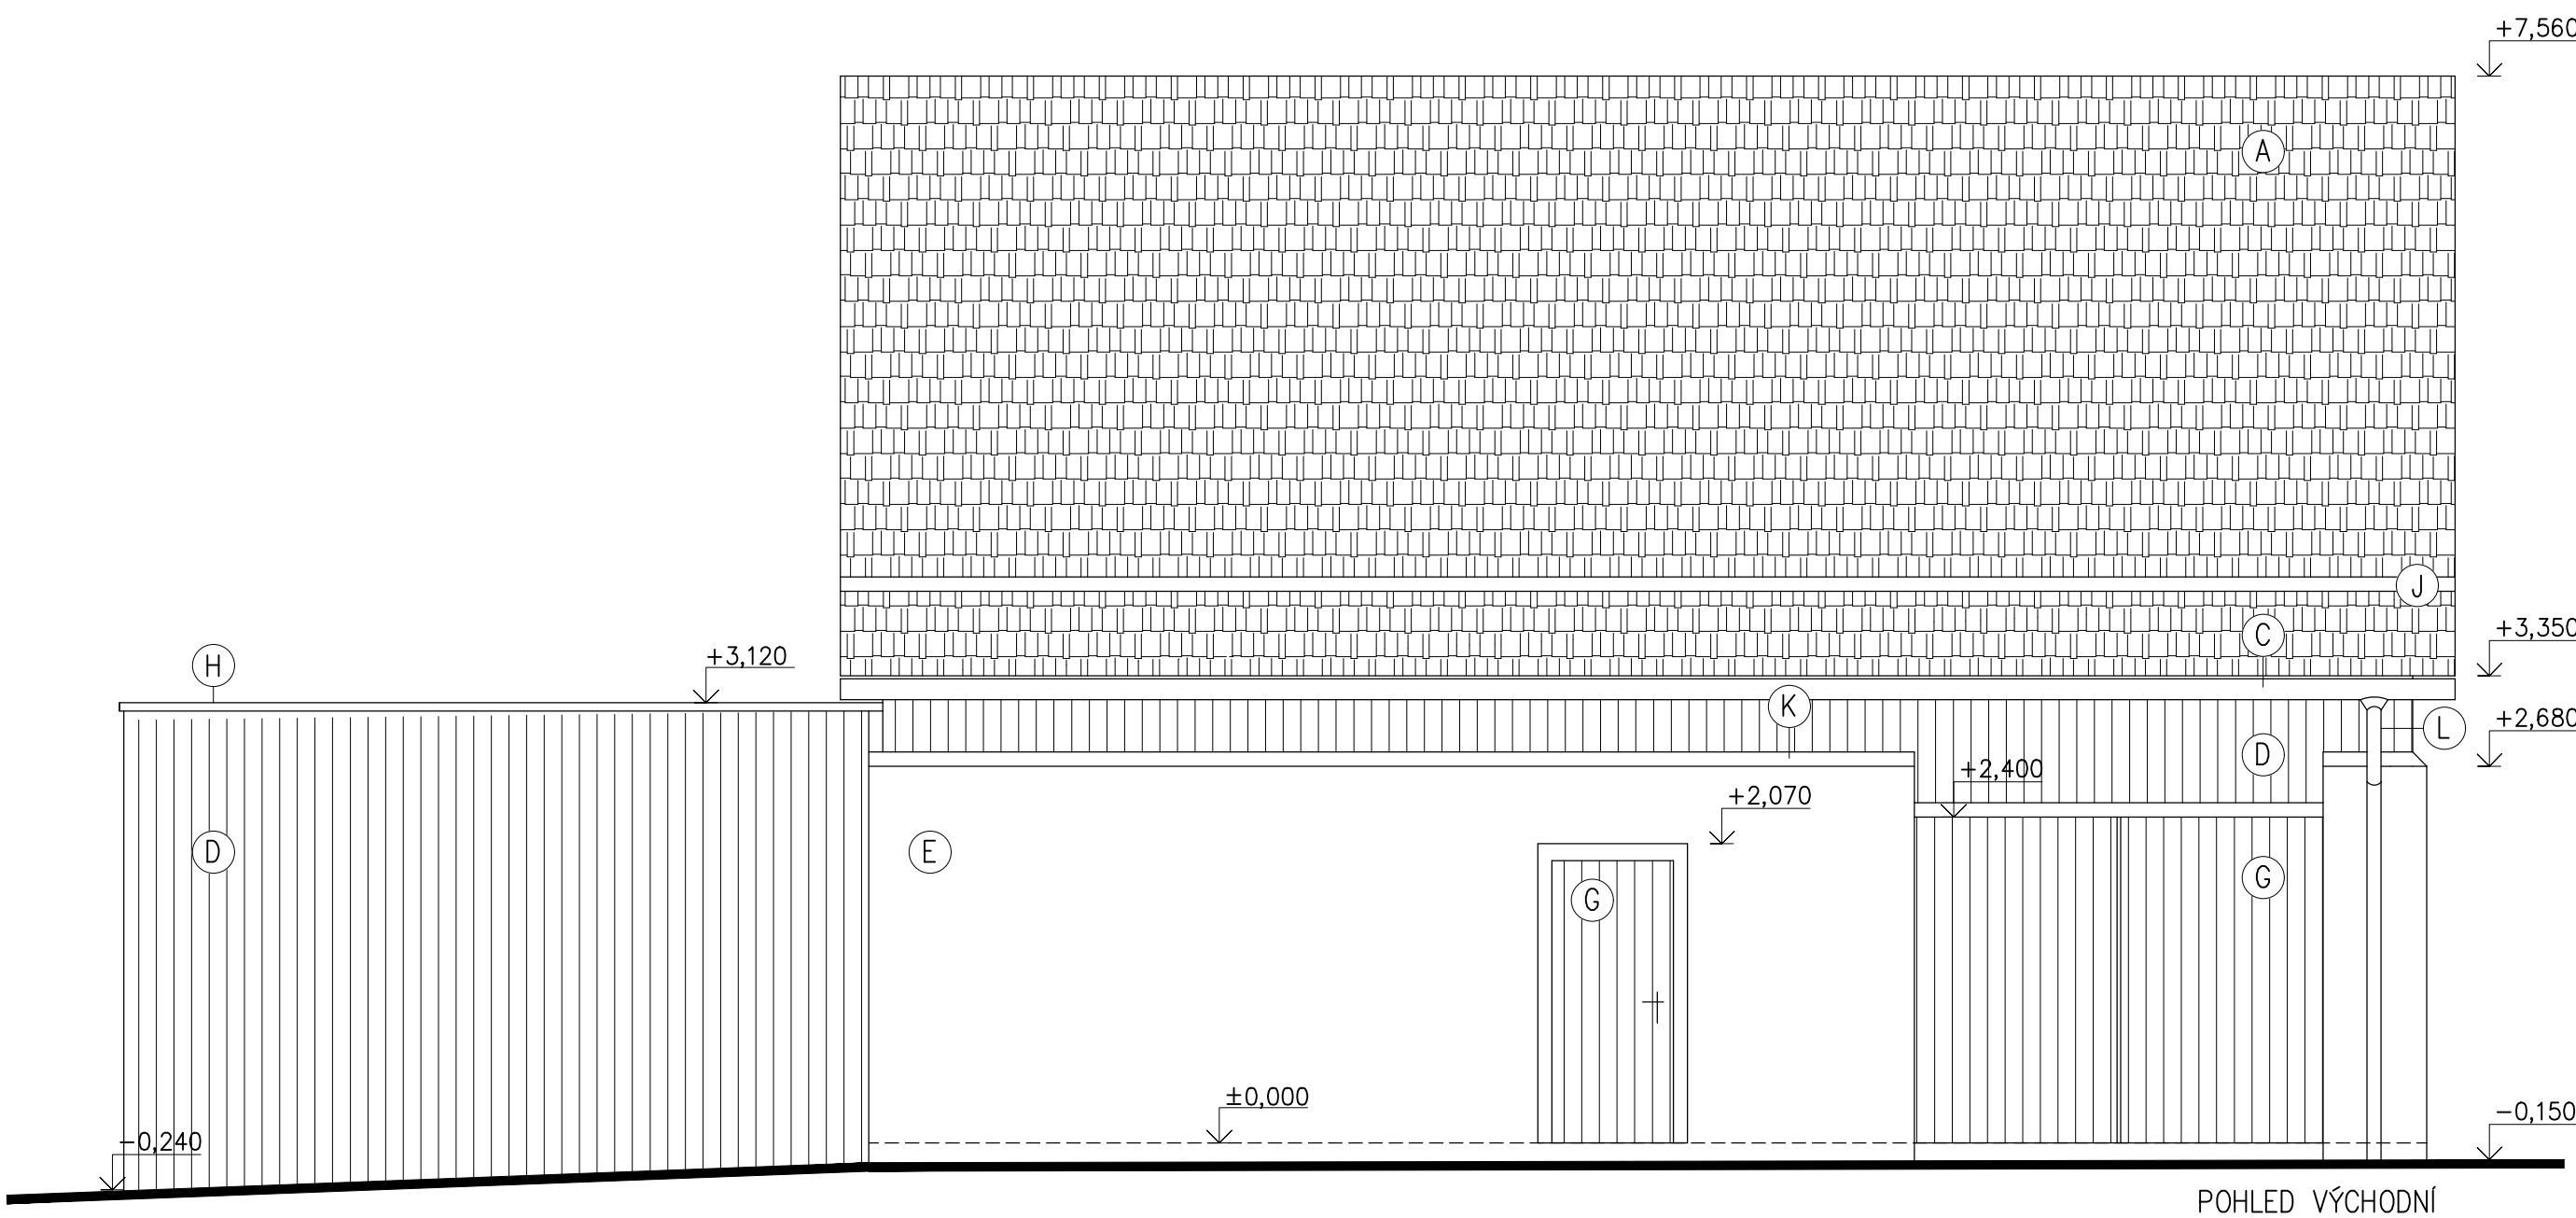 +7,560
A
J
C
+3,350
H
+3,120
K
+2,680
L
D
+2,400
+2,070
D
E
G
G
±0,000
-0,150
-0,240
POHLED VÝCHODNÍ